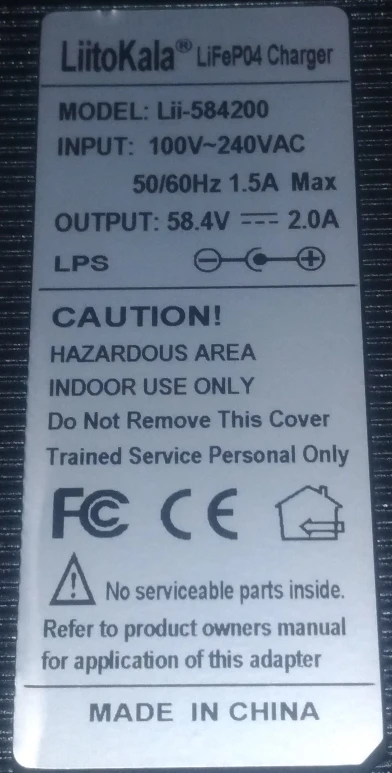 LiitoKala® LiFeP04 Charger
MODEL: Lii-584200
INPUT: 100V~240VAC
50/60Hz 1.5A Max
OUTPUT: 58.4V ⎓ 2.0A
LPS
CAUTION!
HAZARDOUS AREA
INDOOR USE ONLY
Do Not Remove This Cover
Trained Service Personal Only
FC CE
No serviceable parts inside.
Refer to product owners manual
for application of this adapter
MADE IN CHINA